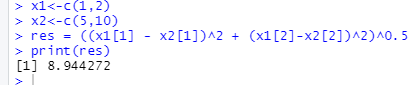 > x1<-c(1,2)
> x2<-c(5,10)
> res = ((x1[1] - x2[1])^2 + (x1[2]-x2[2])^2)^0.5
> print(res)
[1] 8.944272
>